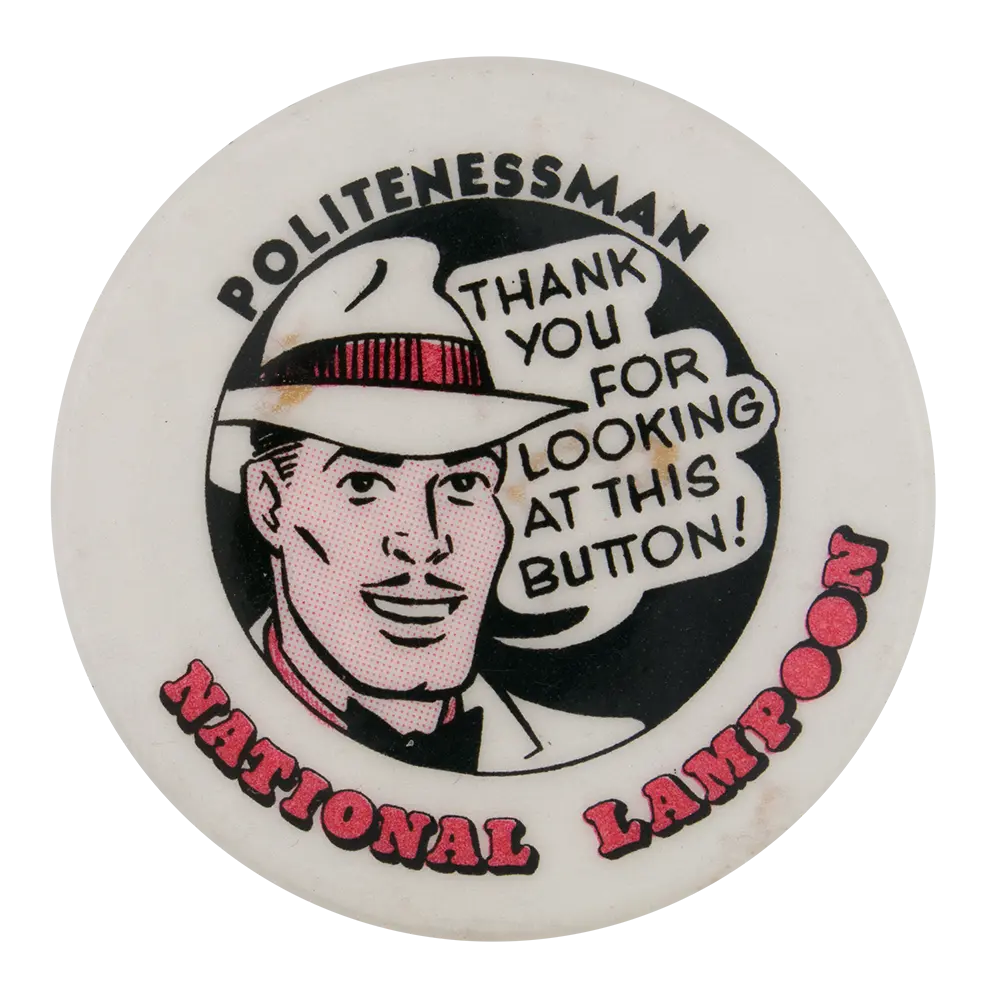 POLITENESSMAN
THANK
YOU
FOR
LOOKING
AT THIS
BUTTON!
NATIONAL LAMPOON